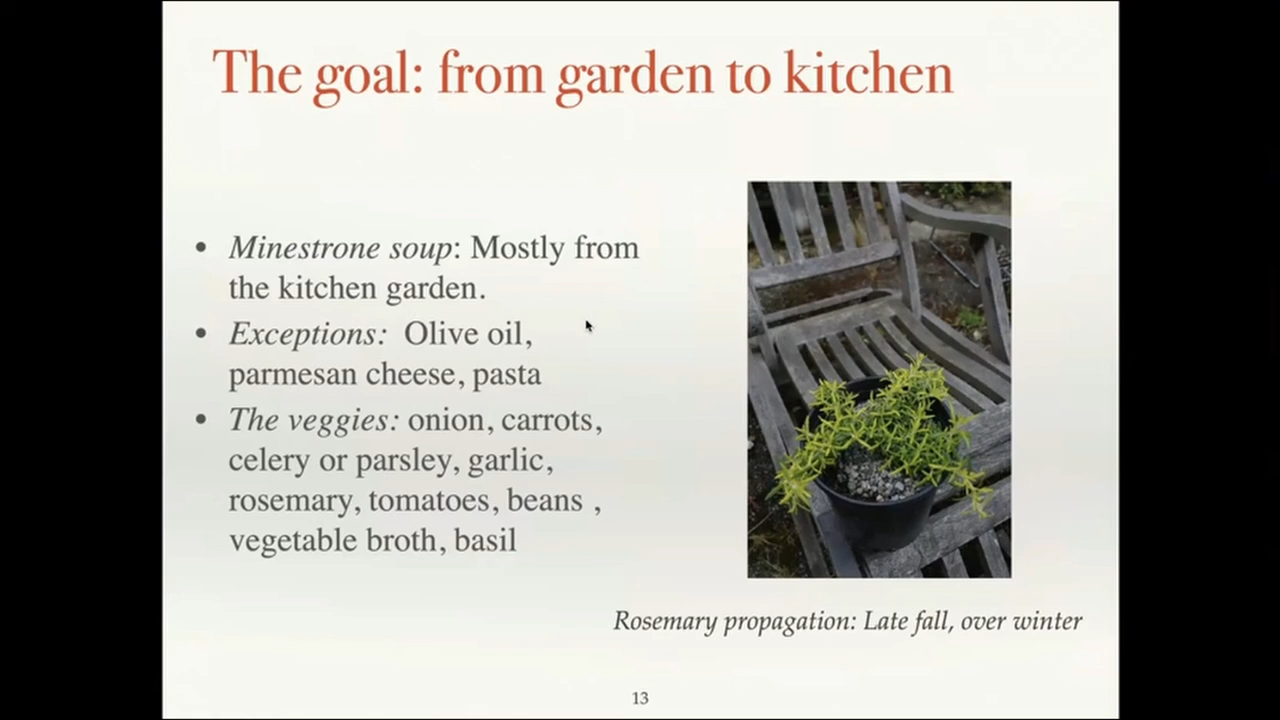 The goal: from garden to kitchen
• Minestrone soup: Mostly from
the kitchen garden.
• Exceptions: Olive oil,
parmesan cheese, pasta
• The veggies: onion, carrots,
celery or parsley, garlic,
rosemary, tomatoes, beans ,
vegetable broth, basil
Rosemary propagation: Late fall, over winter
13